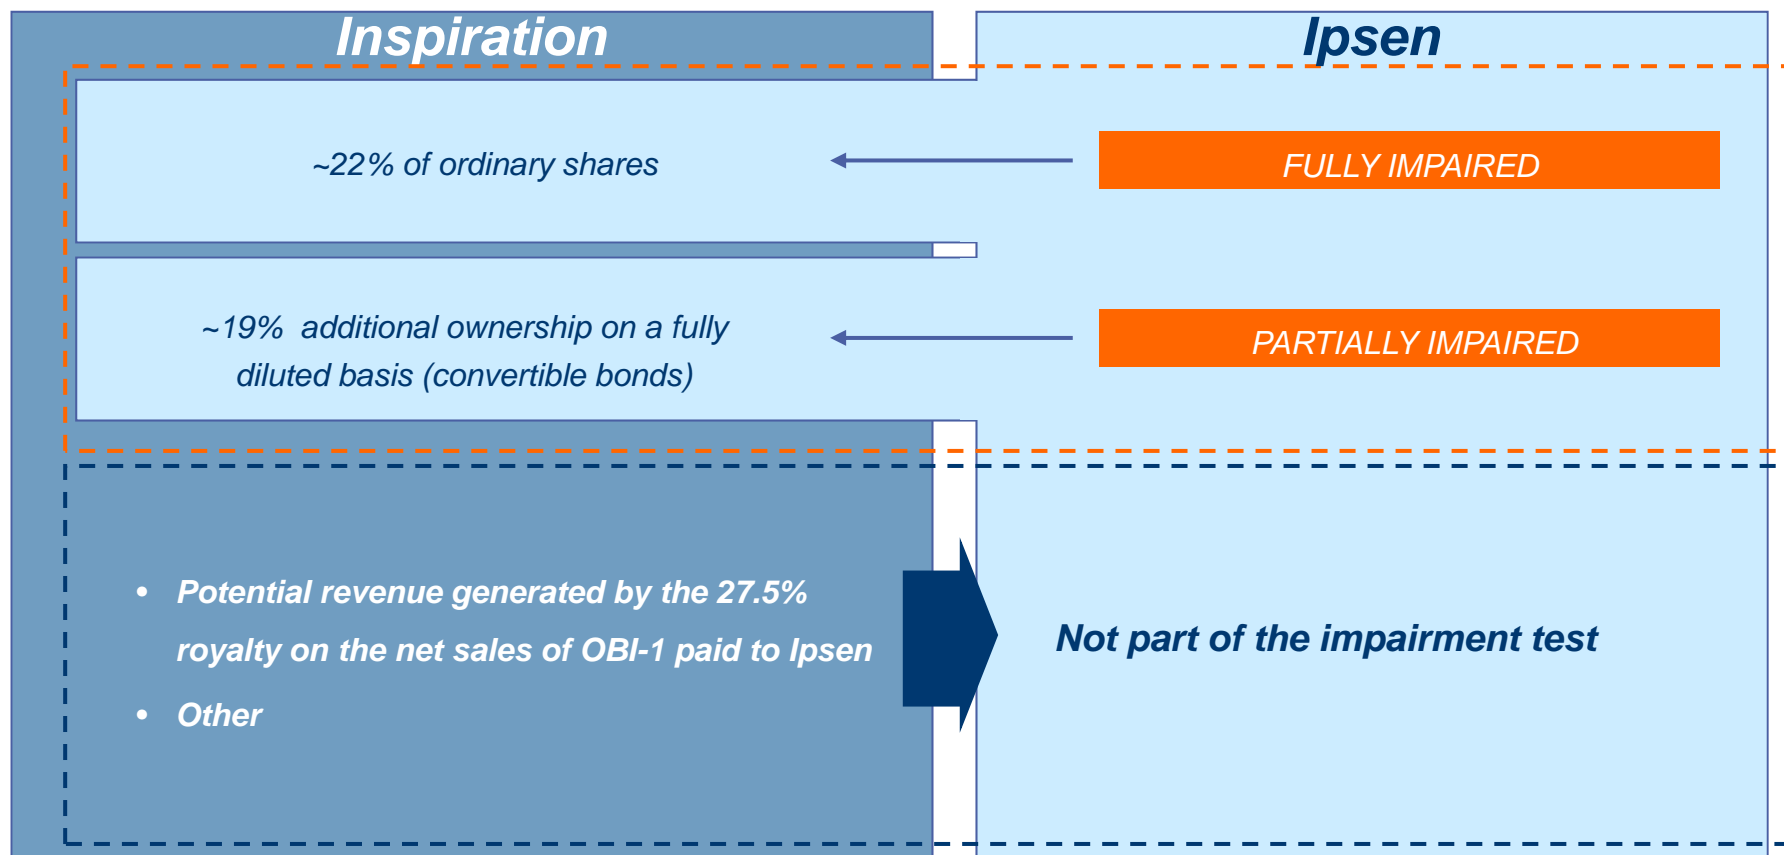 Inspiration
Ipsen
~22% of ordinary shares
FULLY IMPAIRED
~19% additional ownership on a fully
diluted basis (convertible bonds)
PARTIALLY IMPAIRED
• Potential revenue generated by the 27.5%
royalty on the net sales of OBI-1 paid to Ipsen
• Other
Not part of the impairment test